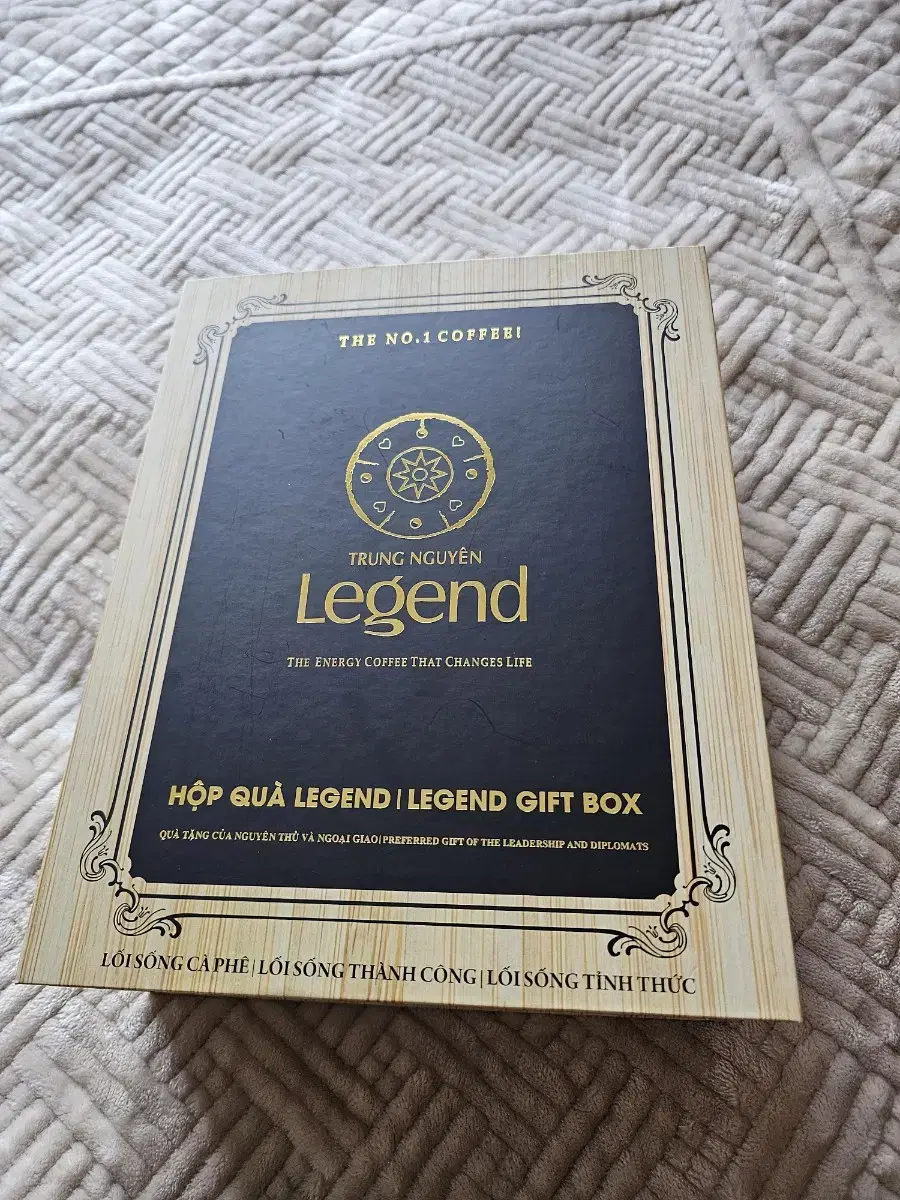 THE NO.1 COFFEE!
TRUNG NGUYÊN
Legend
THE ENERGY COFFEE THAT CHANGES LIFE
HỘP QUÀ LEGEND | LEGEND GIFT BOX
QUÀ TẶNG CỦA NGUYÊN THỦ VÀ NGOẠI GIAO | PREFERRED GIFT OF THE LEADERSHIP AND DIPLOMATS
LỐI SỐNG CÀ PHÊ | LỐI SỐNG THÀNH CÔNG | LỐI SỐNG TỈNH THỨC